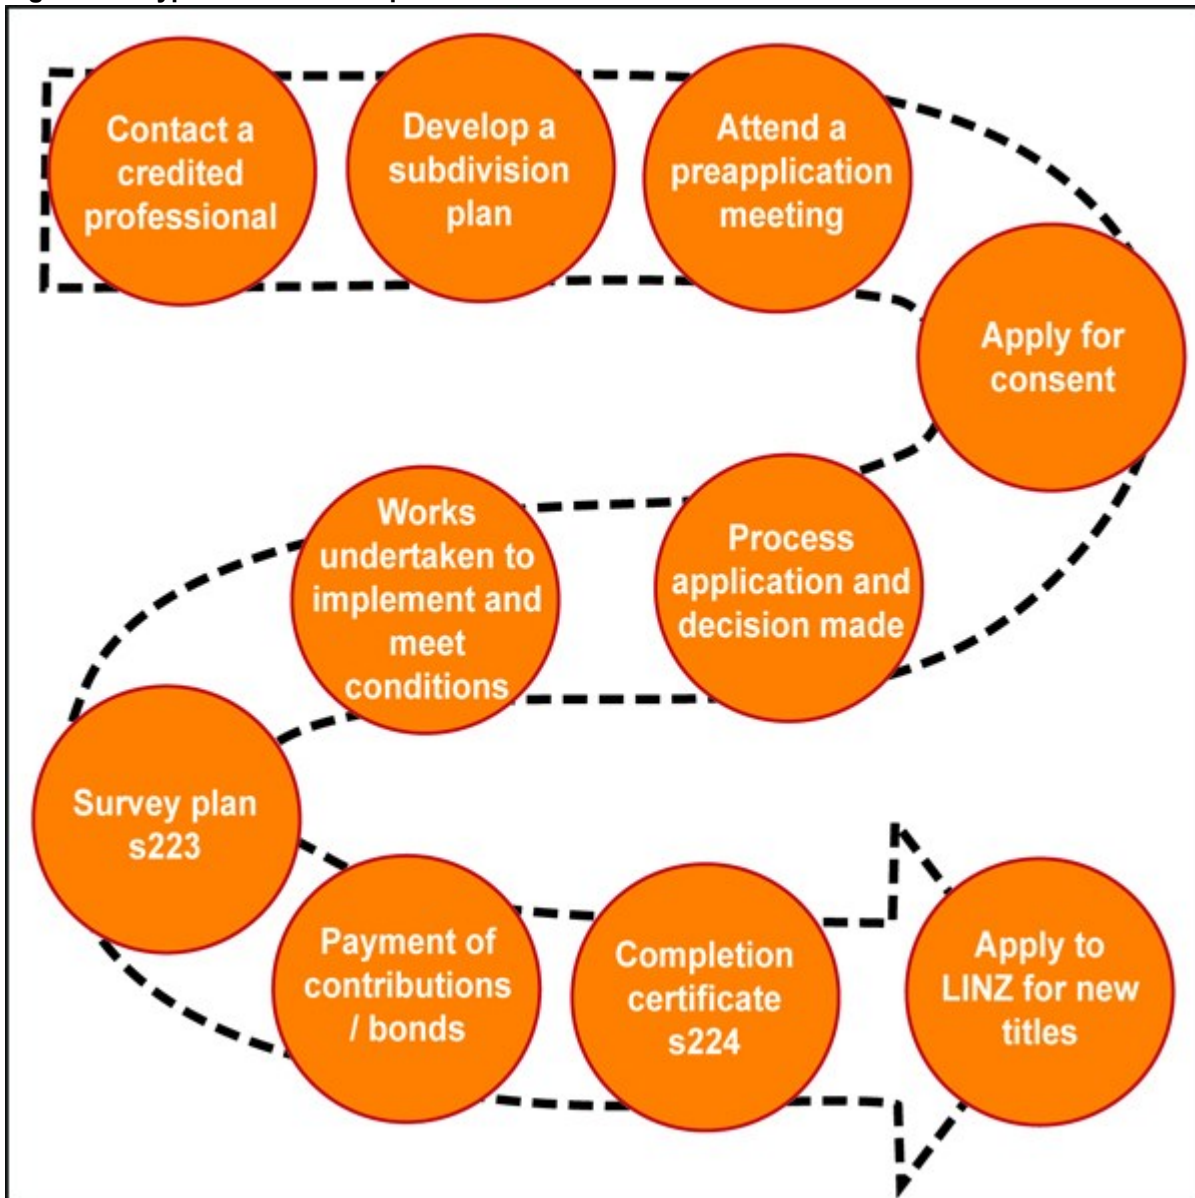 Contact a
credited
professional
Develop a
subdivision
plan
Attend a
preapplication
meeting
Apply for
consent
Process
application and
decision made
Works
undertaken to
implement and
meet
conditions
Survey plan
s223
Payment of
contributions
/ bonds
Completion
certificate
s224
Apply to
LINZ for new
titles